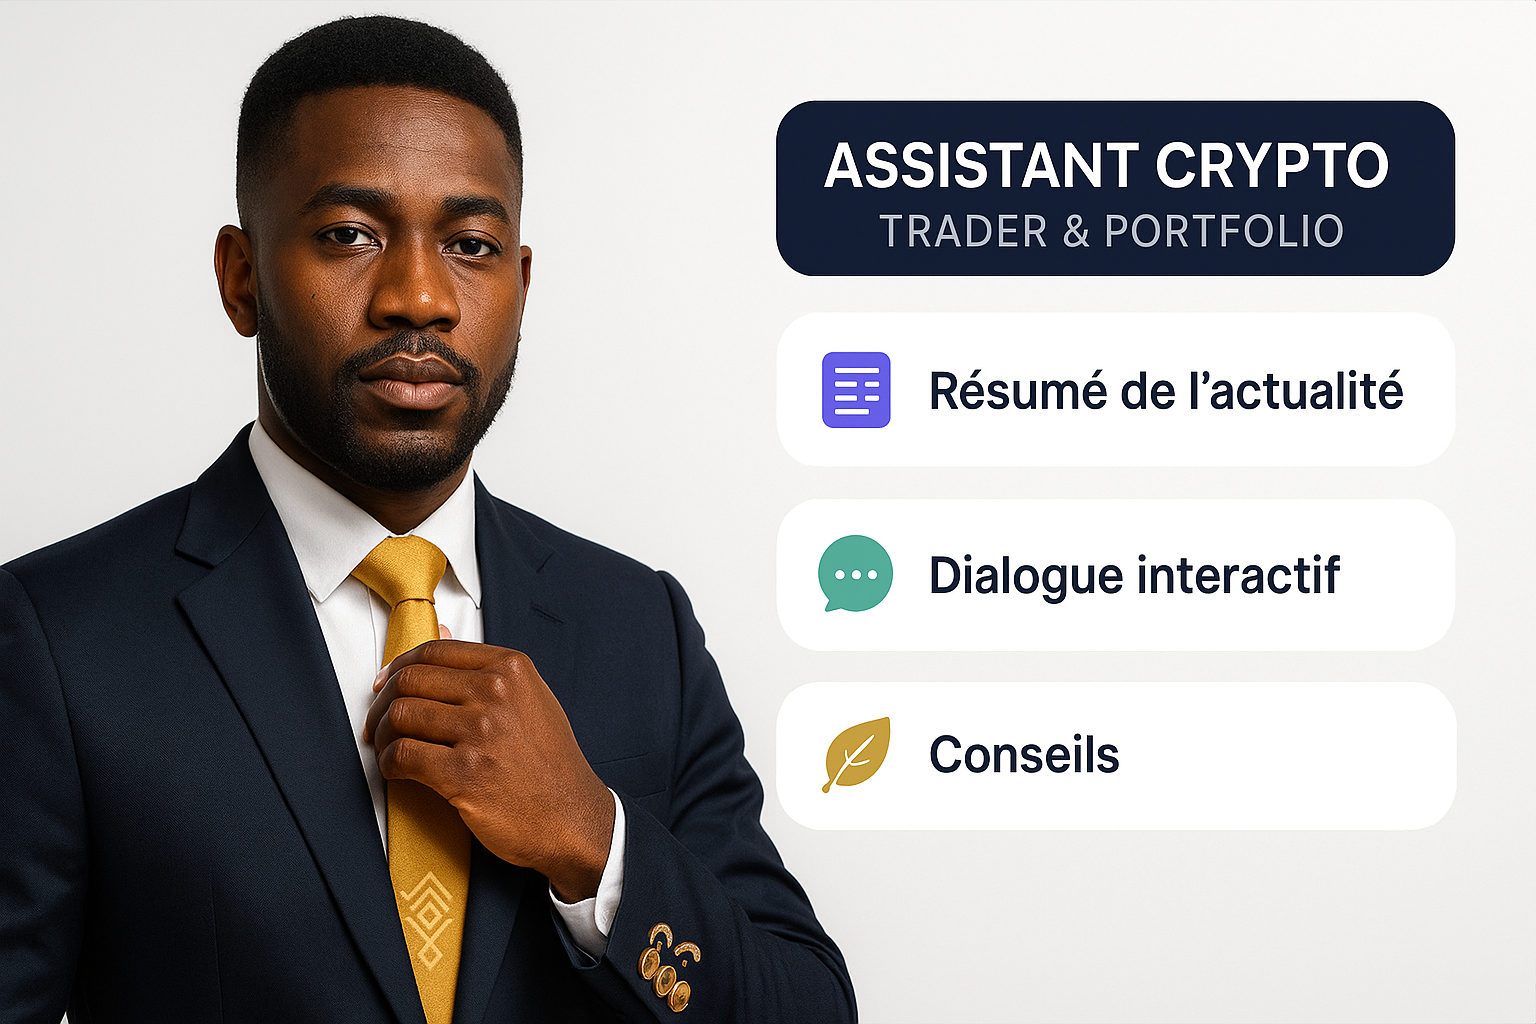 ASSISTANT CRYPTO
TRADER & PORTFOLIO
Résumé de l’actualité
Dialogue interactif
Conseils